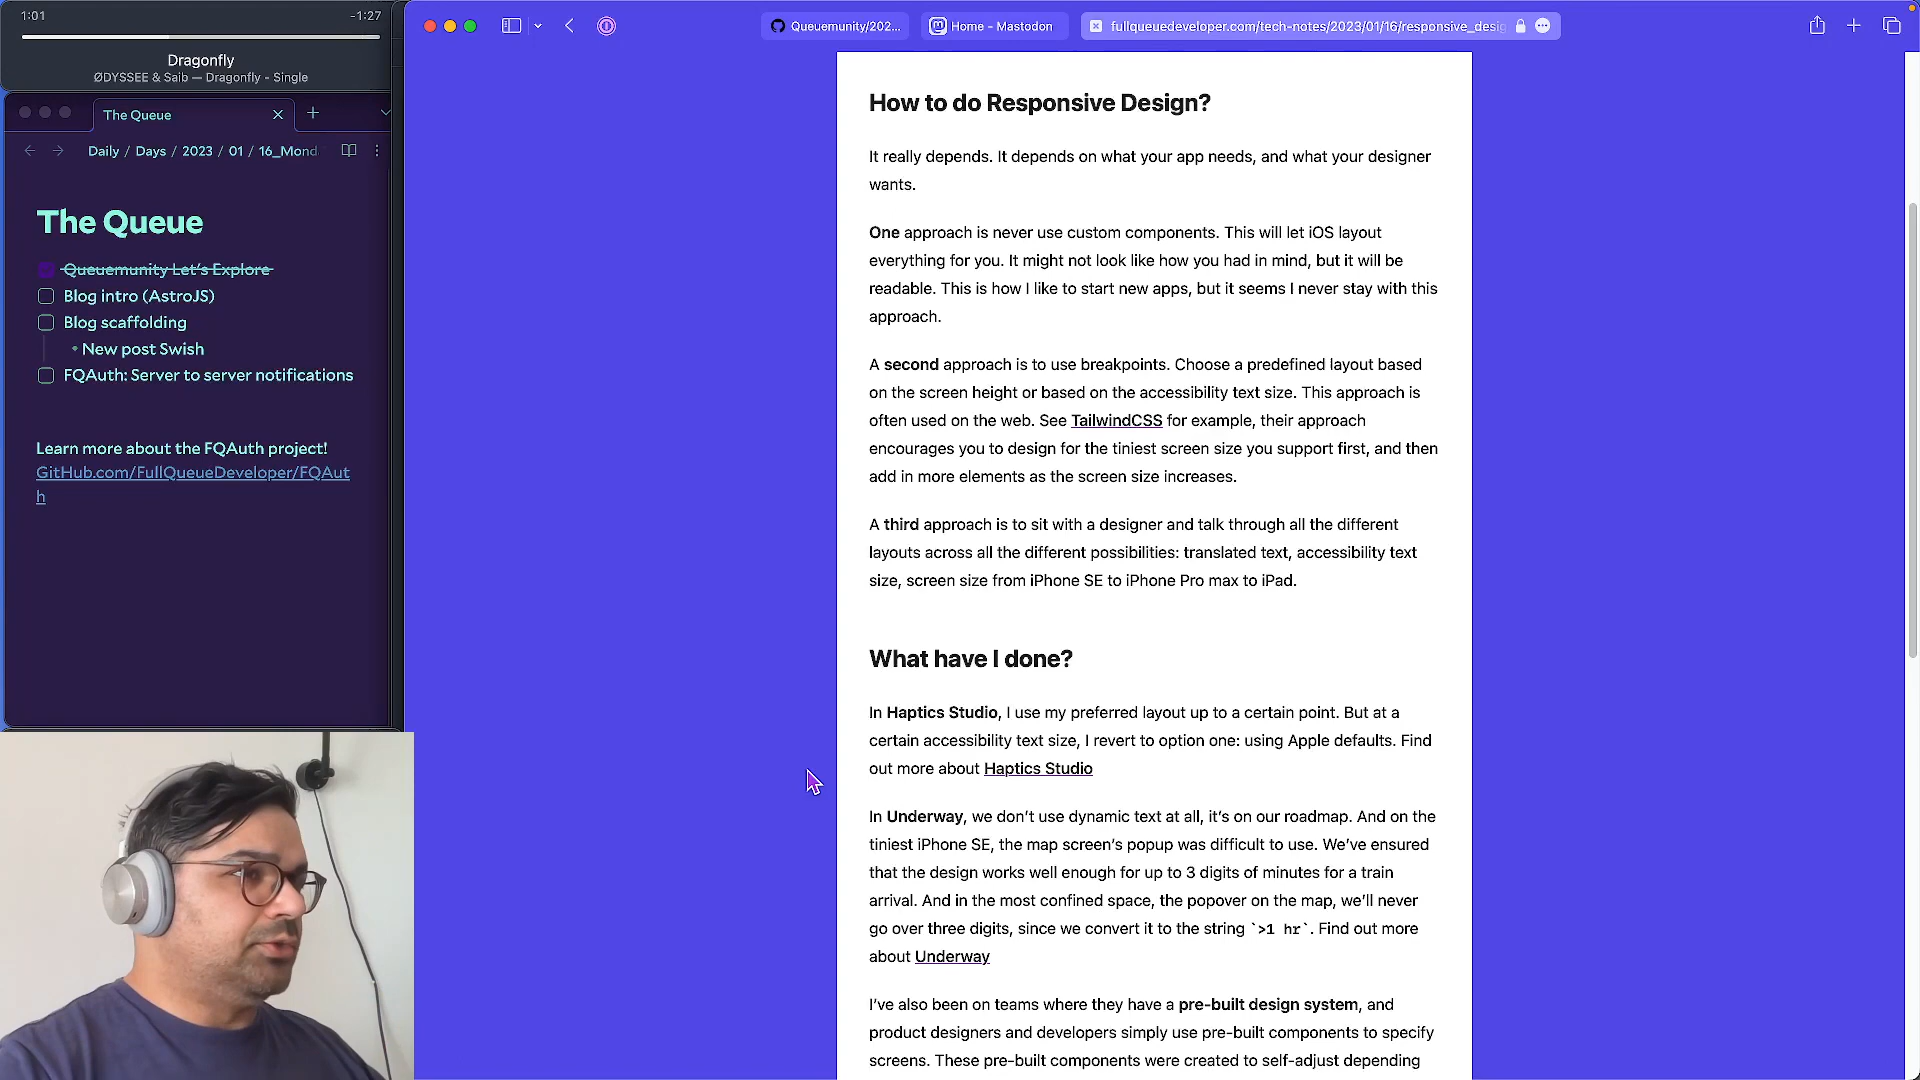 1:01
-1:27
Dragonfly
ØDYSSEE & Saib — Dragonfly - Single
The Queue
Daily / Days / 2023 / 01 / 16_Mond
The Queue
Queuemunity Let's Explore
Blog intro (AstroJS)
Blog scaffolding
• New post Swish
FQAuth: Server to server notifications
Learn more about the FQAuth project!
GitHub.com/FullQueueDeveloper/FQAut
h
Queuemunity/202...
Home – Mastodon
fullqueuedeveloper.com/tech-notes/2023/01/16/responsive_desig
How to do Responsive Design?
It really depends. It depends on what your app needs, and what your designer
wants.
One approach is never use custom components. This will let iOS layout
everything for you. It might not look like how you had in mind, but it will be
readable. This is how I like to start new apps, but it seems I never stay with this
approach.
A second approach is to use breakpoints. Choose a predefined layout based
on the screen height or based on the accessibility text size. This approach is
often used on the web. See TailwindCSS for example, their approach
encourages you to design for the tiniest screen size you support first, and then
add in more elements as the screen size increases.
A third approach is to sit with a designer and talk through all the different
layouts across all the different possibilities: translated text, accessibility text
size, screen size from iPhone SE to iPhone Pro max to iPad.
What have I done?
In Haptics Studio, I use my preferred layout up to a certain point. But at a
certain accessibility text size, I revert to option one: using Apple defaults. Find
out more about Haptics Studio
In Underway, we don't use dynamic text at all, it's on our roadmap. And on the
tiniest iPhone SE, the map screen's popup was difficult to use. We've ensured
that the design works well enough for up to 3 digits of minutes for a train
arrival. And in the most confined space, the popover on the map, we'll never
go over three digits, since we convert it to the string `>1 hr`. Find out more
about Underway
I've also been on teams where they have a pre-built design system, and
product designers and developers simply use pre-built components to specify
screens. These pre-built components were created to self-adjust depending